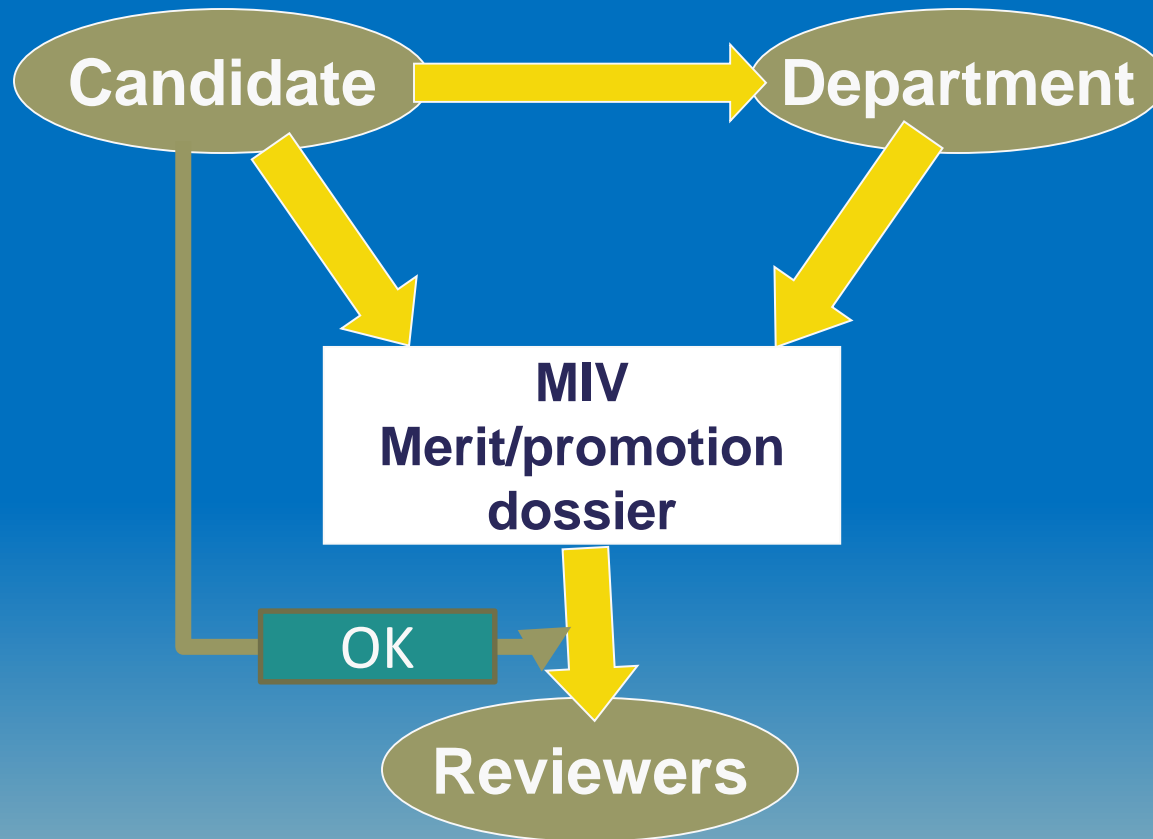 Candidate
Department
MIV
Merit/promotion
dossier
OK
Reviewers